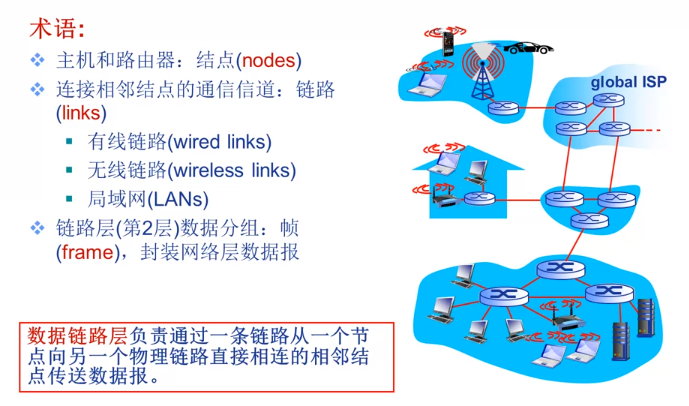 术语:
主机和路由器：结点(nodes)
连接相邻结点的通信信道：链路
(links)
有线链路(wired links)
无线链路(wireless links)
局域网(LANs)
链路层(第2层)数据分组：帧
(frame)，封装网络层数据报
数据链路层负责通过一条链路从一个节
点向另一个物理链路直接相连的相邻结
点传送数据报。
global ISP